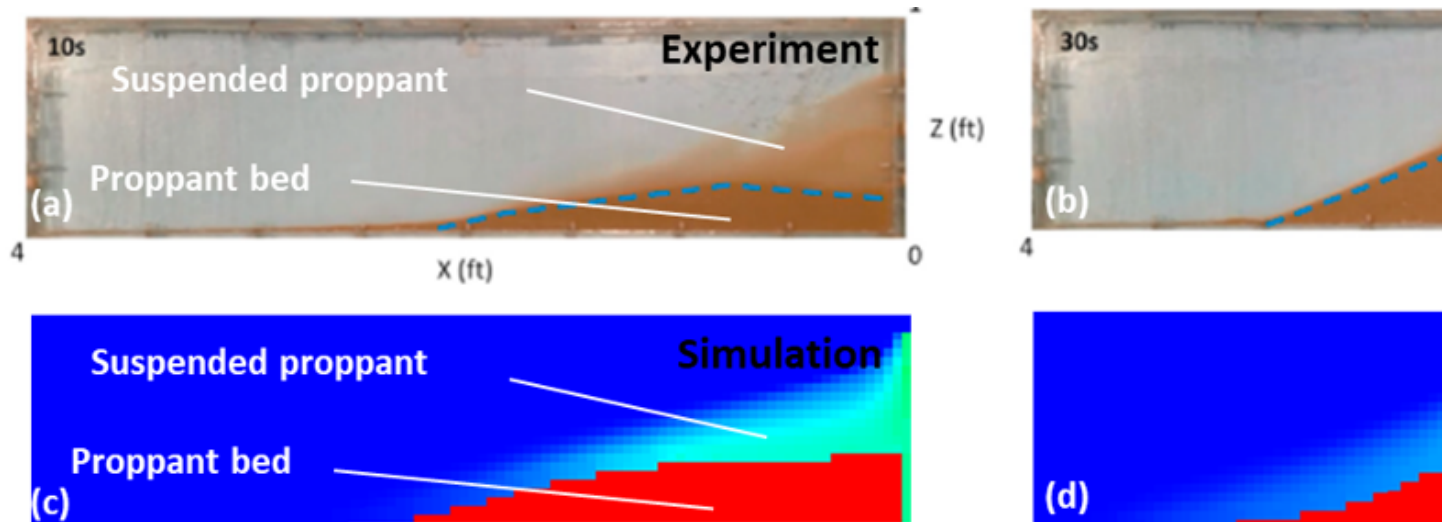 10s
Experiment
Suspended proppant
Z (ft)
Proppant bed
(a)
4
X (ft)
0
30s
(b)
4
Simulation
Suspended proppant
Proppant bed
(c)
(d)